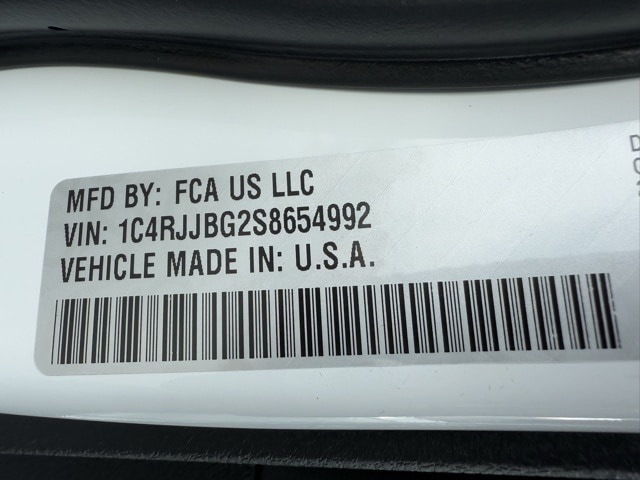 MFD BY: FCA US LLC
VIN: 1C4RJJBG2S8654992
VEHICLE MADE IN: U.S.A.